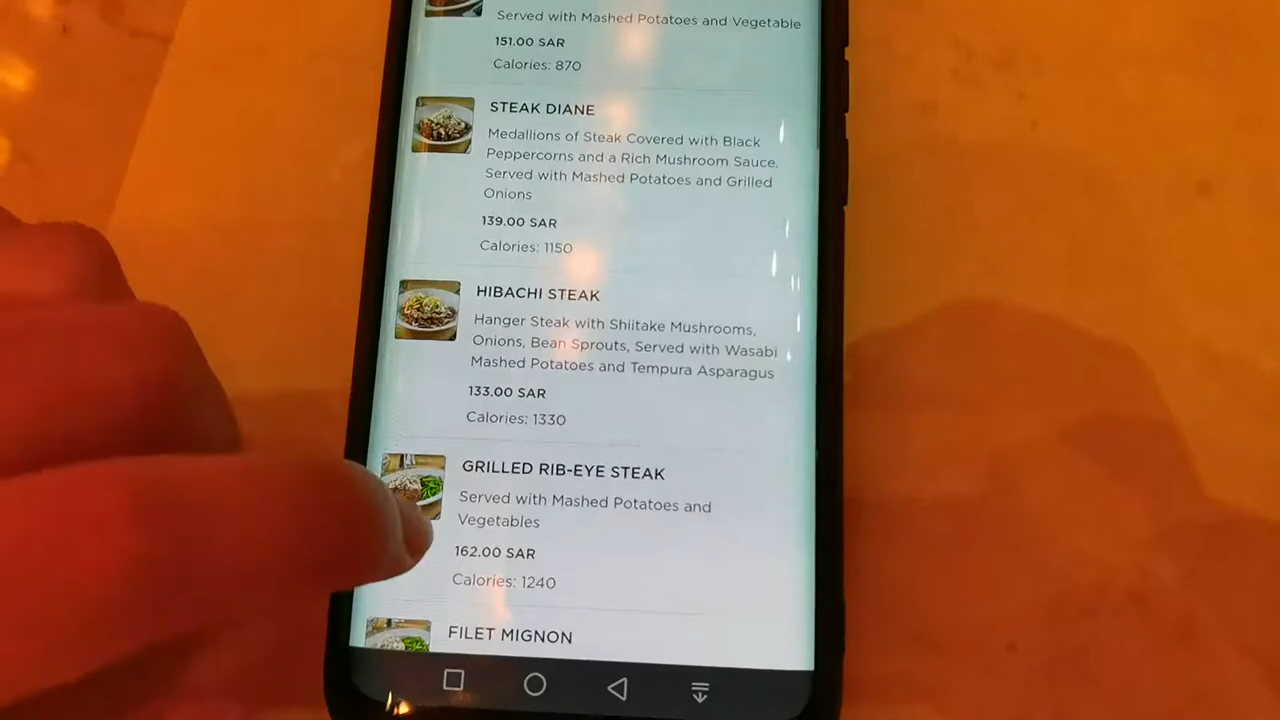 Served with Mashed Potatoes and Vegetable
151.00 SAR
Calories: 870
STEAK DIANE
Medallions of Steak Covered with Black
Peppercorns and a Rich Mushroom Sauce.
Served with Mashed Potatoes and Grilled
Onions
139.00 SAR
Calories: 1150
HIBACHI STEAK
Hanger Steak with Shiitake Mushrooms,
Onions, Bean Sprouts, Served with Wasabi
Mashed Potatoes and Tempura Asparagus
133.00 SAR
Calories: 1330
GRILLED RIB-EYE STEAK
Served with Mashed Potatoes and
Vegetables
162.00 SAR
Calories: 1240
FILET MIGNON